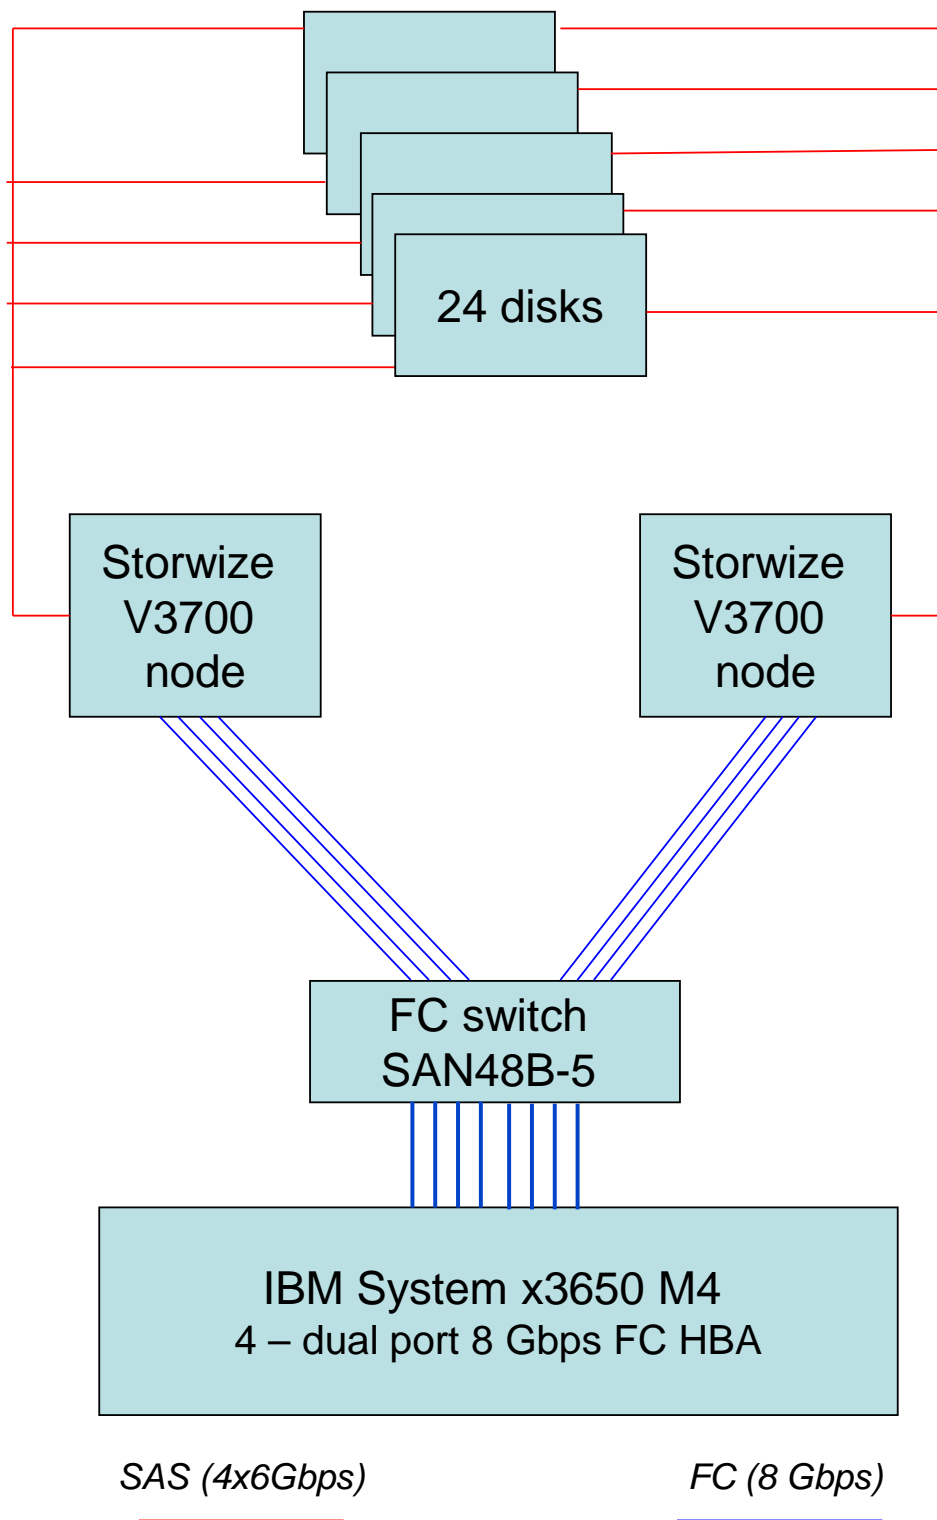 24 disks
Storwize
V3700
node
Storwize
V3700
node
FC switch
SAN48B-5
IBM System x3650 M4
4 – dual port 8 Gbps FC HBA
SAS (4x6Gbps)
FC (8 Gbps)